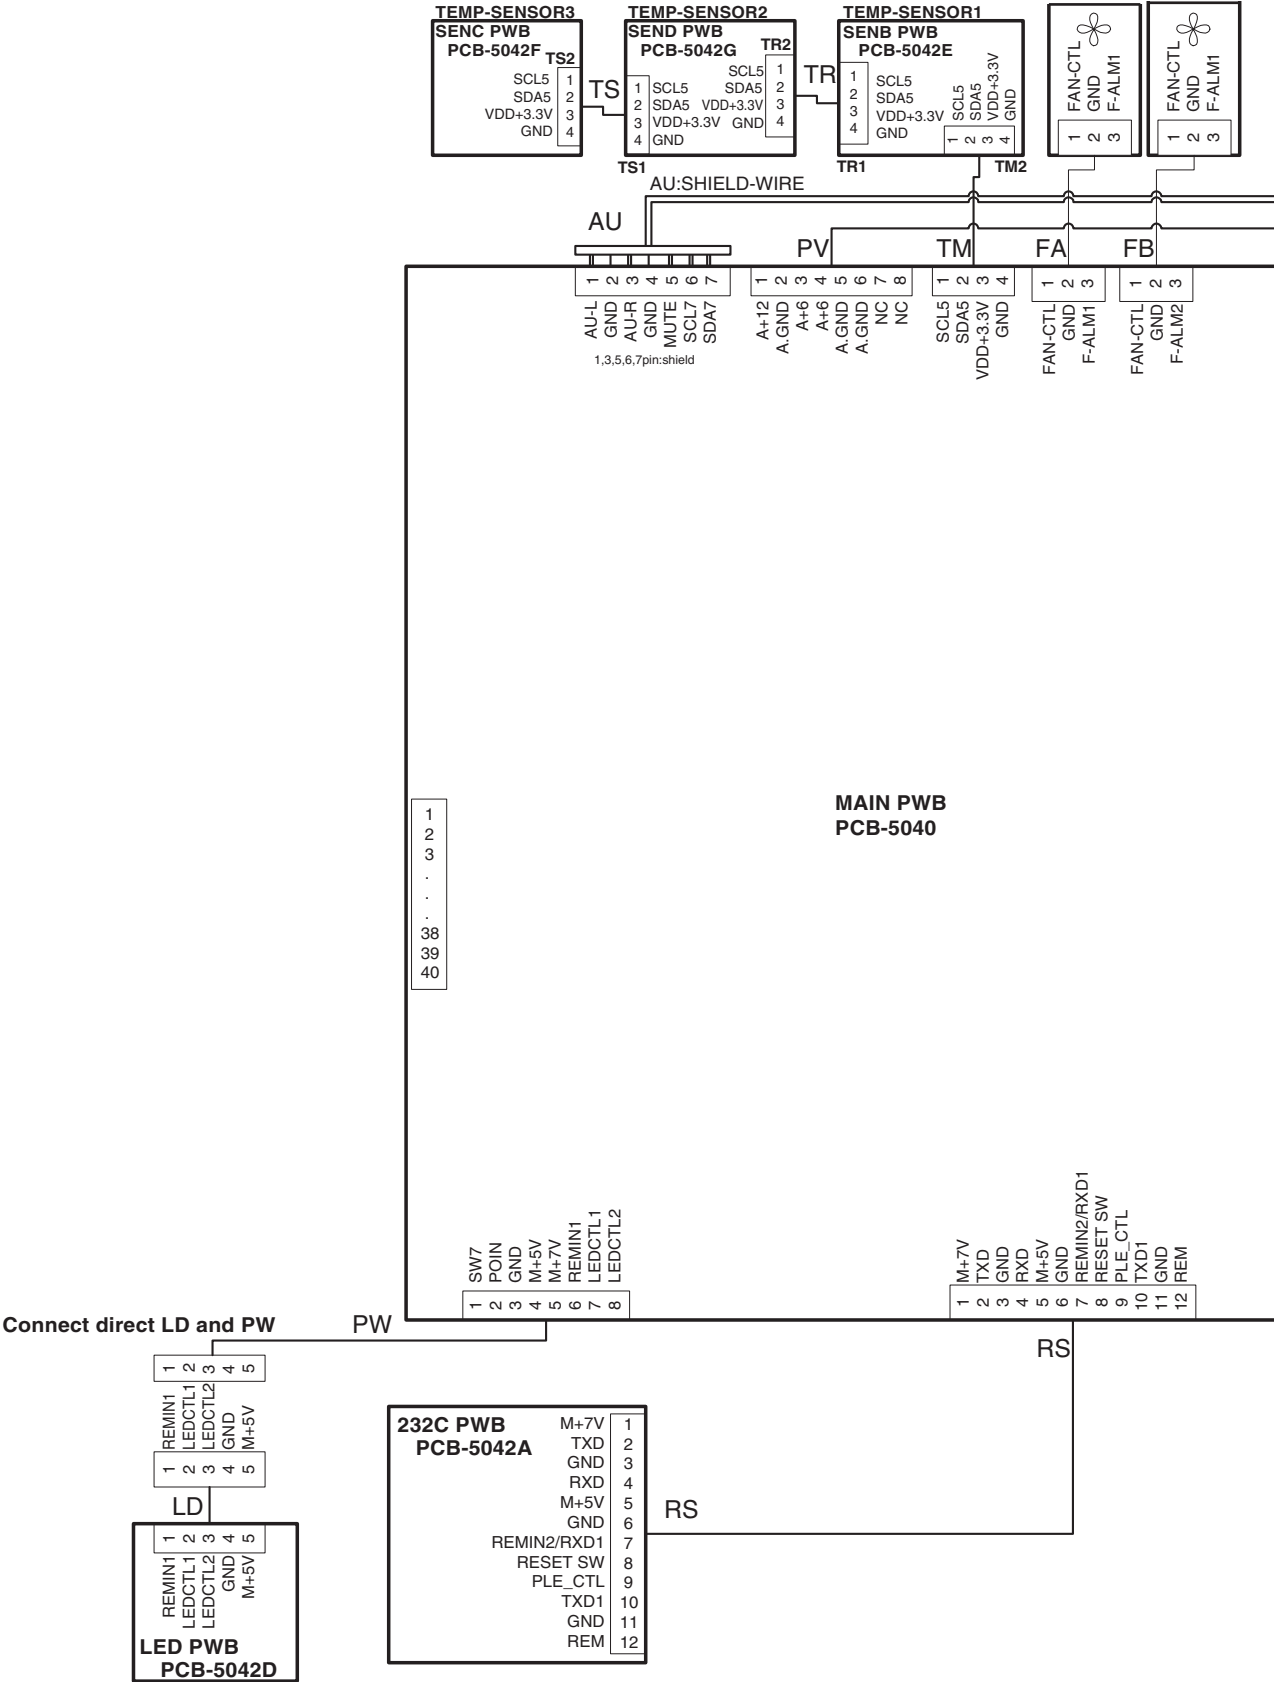 TEMP-SENSOR3
SENC PWB
PCB-5042F
TS2
SCL5 1
SDA5 2
VDD+3.3V 3
GND 4
TS
TEMP-SENSOR2
SEND PWB
PCB-5042G
TR2
1 SCL5
2 SDA5
3 VDD+3.3V
4 GND
TS1
SCL5 1
SDA5 2
VDD+3.3V 3
GND 4
TR
TEMP-SENSOR1
SENB PWB
PCB-5042E
1 SCL5
2 SDA5
3 VDD+3.3V
4 GND
TR1
SCL5 1
SDA5 2
VDD+3.3V 3
GND 4
TM2
FAN-CTL 1
GND 2
F-ALM1 3
FAN-CTL 1
GND 2
F-ALM1 3
AU:SHIELD-WIRE
AU
PV
TM
FA
FB
1 AU-L
2 GND
3 AU-R
4 GND
5 MUTE
6 SCL7
7 SDA7
1,3,5,6,7pin:shield
1 A+12
2 A.GND
3 A+6
4 A+6
5 A.GND
6 A.GND
7 NC
8 NC
1 SCL5
2 SDA5
3 VDD+3.3V
4 GND
1 FAN-CTL
2 GND
3 F-ALM1
1 FAN-CTL
2 GND
3 F-ALM2
MAIN PWB
PCB-5040
1
2
3
.
.
.
38
39
40
SW7 1
POIN 2
GND 3
M+5V 4
M+7V 5
REMIN1 6
LEDCTL1 7
LEDCTL2 8
M+7V 1
TXD 2
GND 3
RXD 4
M+5V 5
GND 6
REMIN2/RXD1 7
RESET SW 8
PLE_CTL 9
TXD1 10
GND 11
REM 12
Connect direct LD and PW
PW
RS
1 REMIN1 1
2 LEDCTL1 2
3 LEDCTL2 3
4 GND 4
5 M+5V 5
LD
1 REMIN1
2 LEDCTL1
3 LEDCTL2
4 GND
5 M+5V
LED PWB
PCB-5042D
232C PWB
PCB-5042A
M+7V 1
TXD 2
GND 3
RXD 4
M+5V 5
GND 6
REMIN2/RXD1 7
RESET SW 8
PLE_CTL 9
TXD1 10
GND 11
REM 12
RS